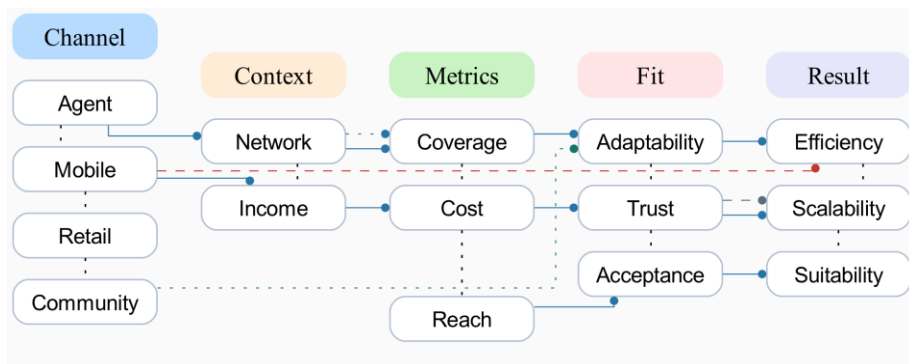 Channel
Context
Metrics
Fit
Result
Agent
Network
Coverage
Adaptability
Efficiency
Mobile
Income
Cost
Trust
Scalability
Retail
Acceptance
Suitability
Community
Reach